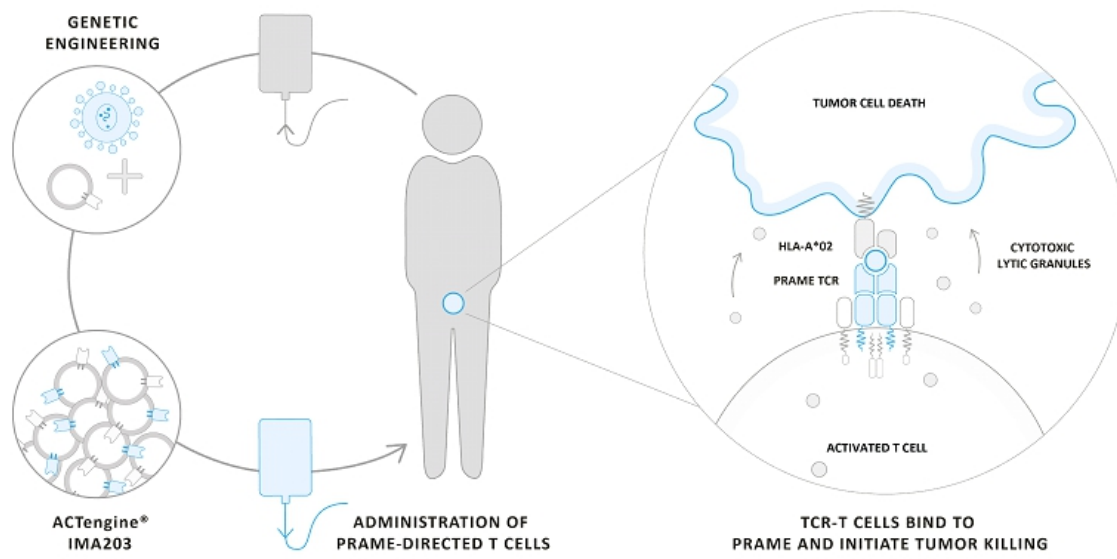 GENETIC
ENGINEERING
TUMOR CELL DEATH
HLA-A*02
PRAME TCR
CYTOTOXIC
LYTIC GRANULES
ACTIVATED T CELL
ACTengine®
IMA203
ADMINISTRATION OF
PRAME-DIRECTED T CELLS
TCR-T CELLS BIND TO
PRAME AND INITIATE TUMOR KILLING